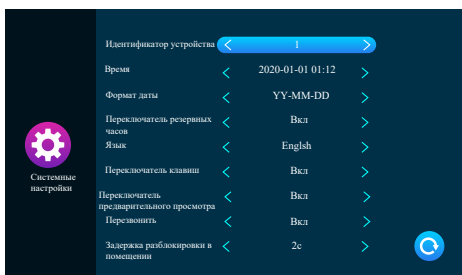 Идентификатор устройства 1
Время 2020-01-01 01:12
Формат даты YY-MM-DD
Переключатель резервных
часов Вкл
Язык Englsh
Переключатель клавиш Вкл
Переключатель
предварительного просмотра Вкл
Перезвонить Вкл
Задержка разблокировки в
помещении 2с
Системные
настройки